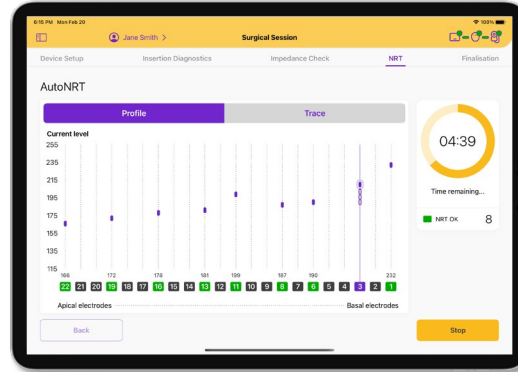 6:15 PM Mon Feb 20
100%
Jane Smith >
Surgical Session
Device Setup
Insertion Diagnostics
Impedance Check
NRT
Finalisation
AutoNRT
Profile
Trace
Current level
255
235
215
195
175
155
135
115
166 172 178 181 199 187 190 232
22 21 20 19 18 17 16 15 14 13 12 11 10 9 8 7 6 5 4 3 2 1
Apical electrodes
Basal electrodes
04:39
Time remaining...
NRT OK 8
Back
Stop